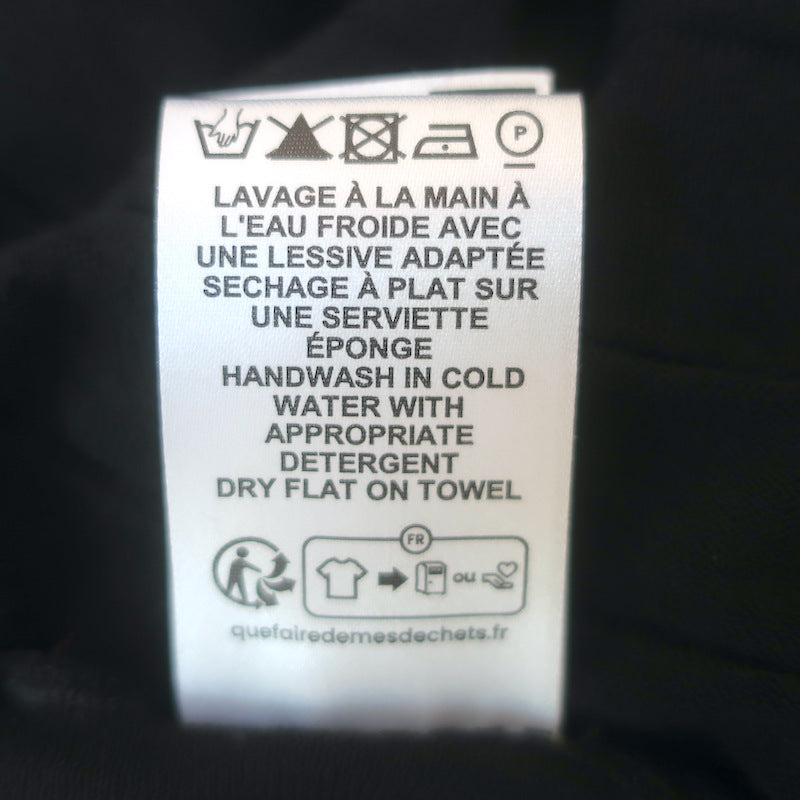 P
LAVAGE À LA MAIN À
L'EAU FROIDE AVEC
UNE LESSIVE ADAPTÉE
SECHAGE À PLAT SUR
UNE SERVIETTE
ÉPONGE
HANDWASH IN COLD
WATER WITH
APPROPRIATE
DETERGENT
DRY FLAT ON TOWEL
FR
ou
quefairedemesdechets.fr